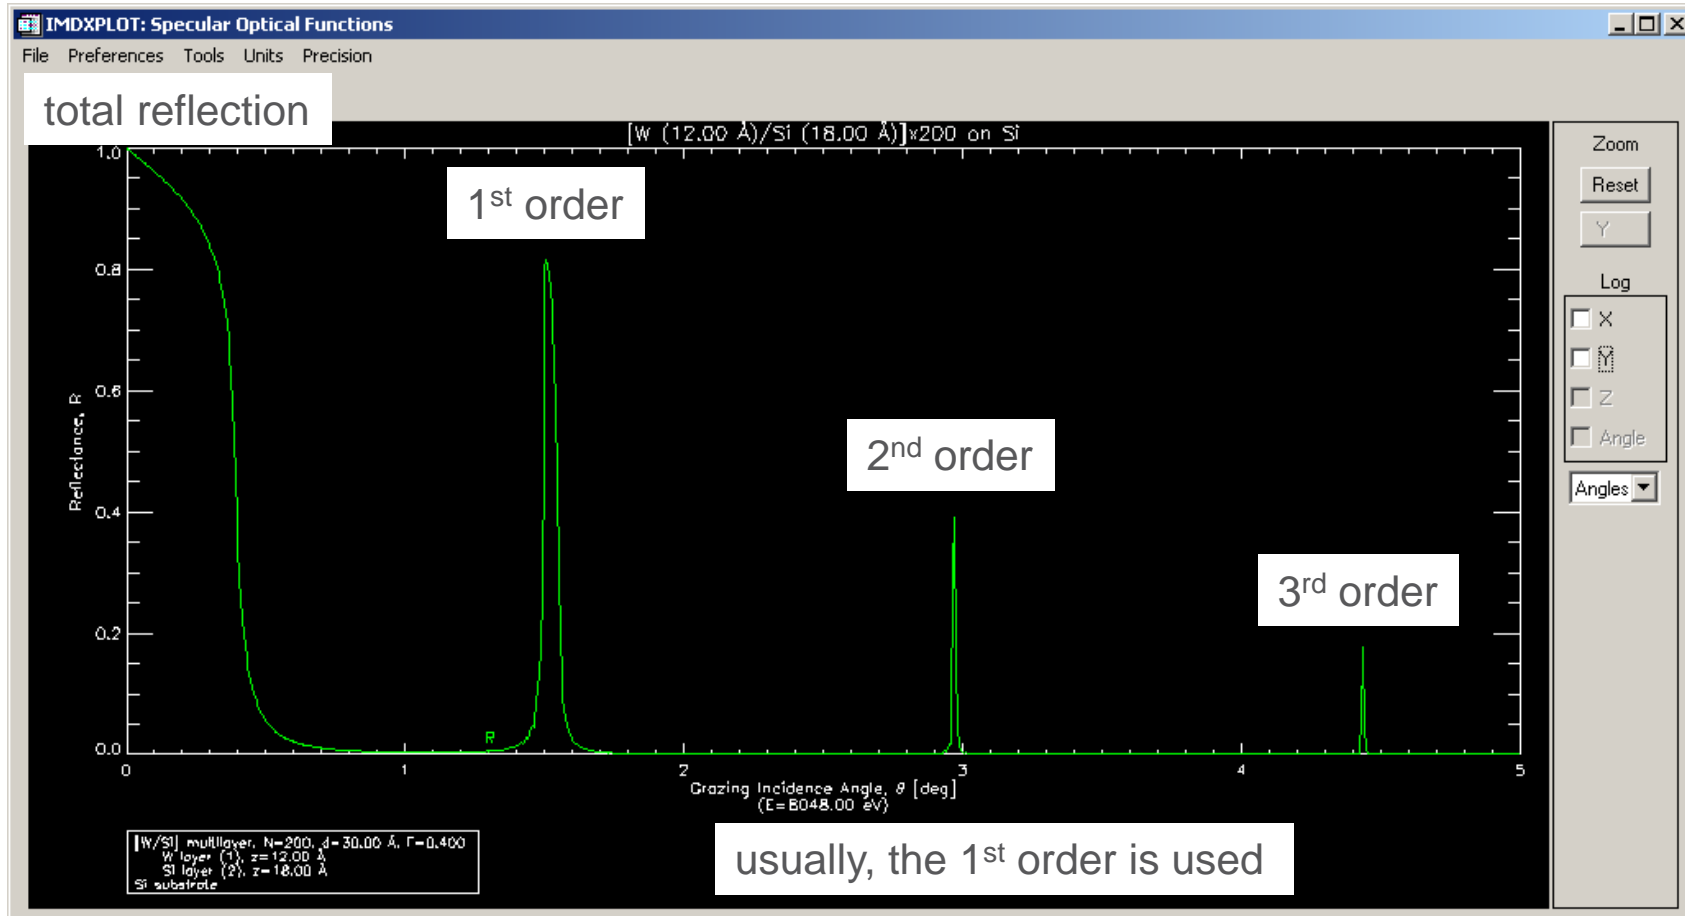 IMDXPLOT: Specular Optical Functions
File Preferences Tools Units Precision
total reflection
[W (12.00 Å)/Si (18.00 Å)]x200 on Si
Zoom
Reset
Y
Log
X
Y
Z
Angle
Angles
1st order
2nd order
3rd order
1.0
0.8
0.6
0.4
0.2
0.0
Reflectance, R
R
0 1 2 3 4 5
Grazing Incidence Angle, θ [deg]
(E=8048.00 eV)
[W/Si] multilayer, N=200, d=30.00 Å, Γ=0.400
W layer (1), z=12.00 Å
Si layer (2), z=18.00 Å
Si substrate
usually, the 1st order is used